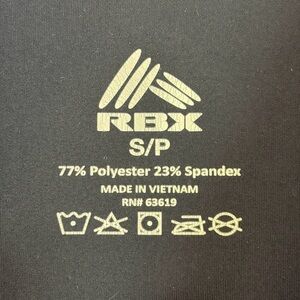 RBX
S/P
77% Polyester 23% Spandex
MADE IN VIETNAM
RN# 63619